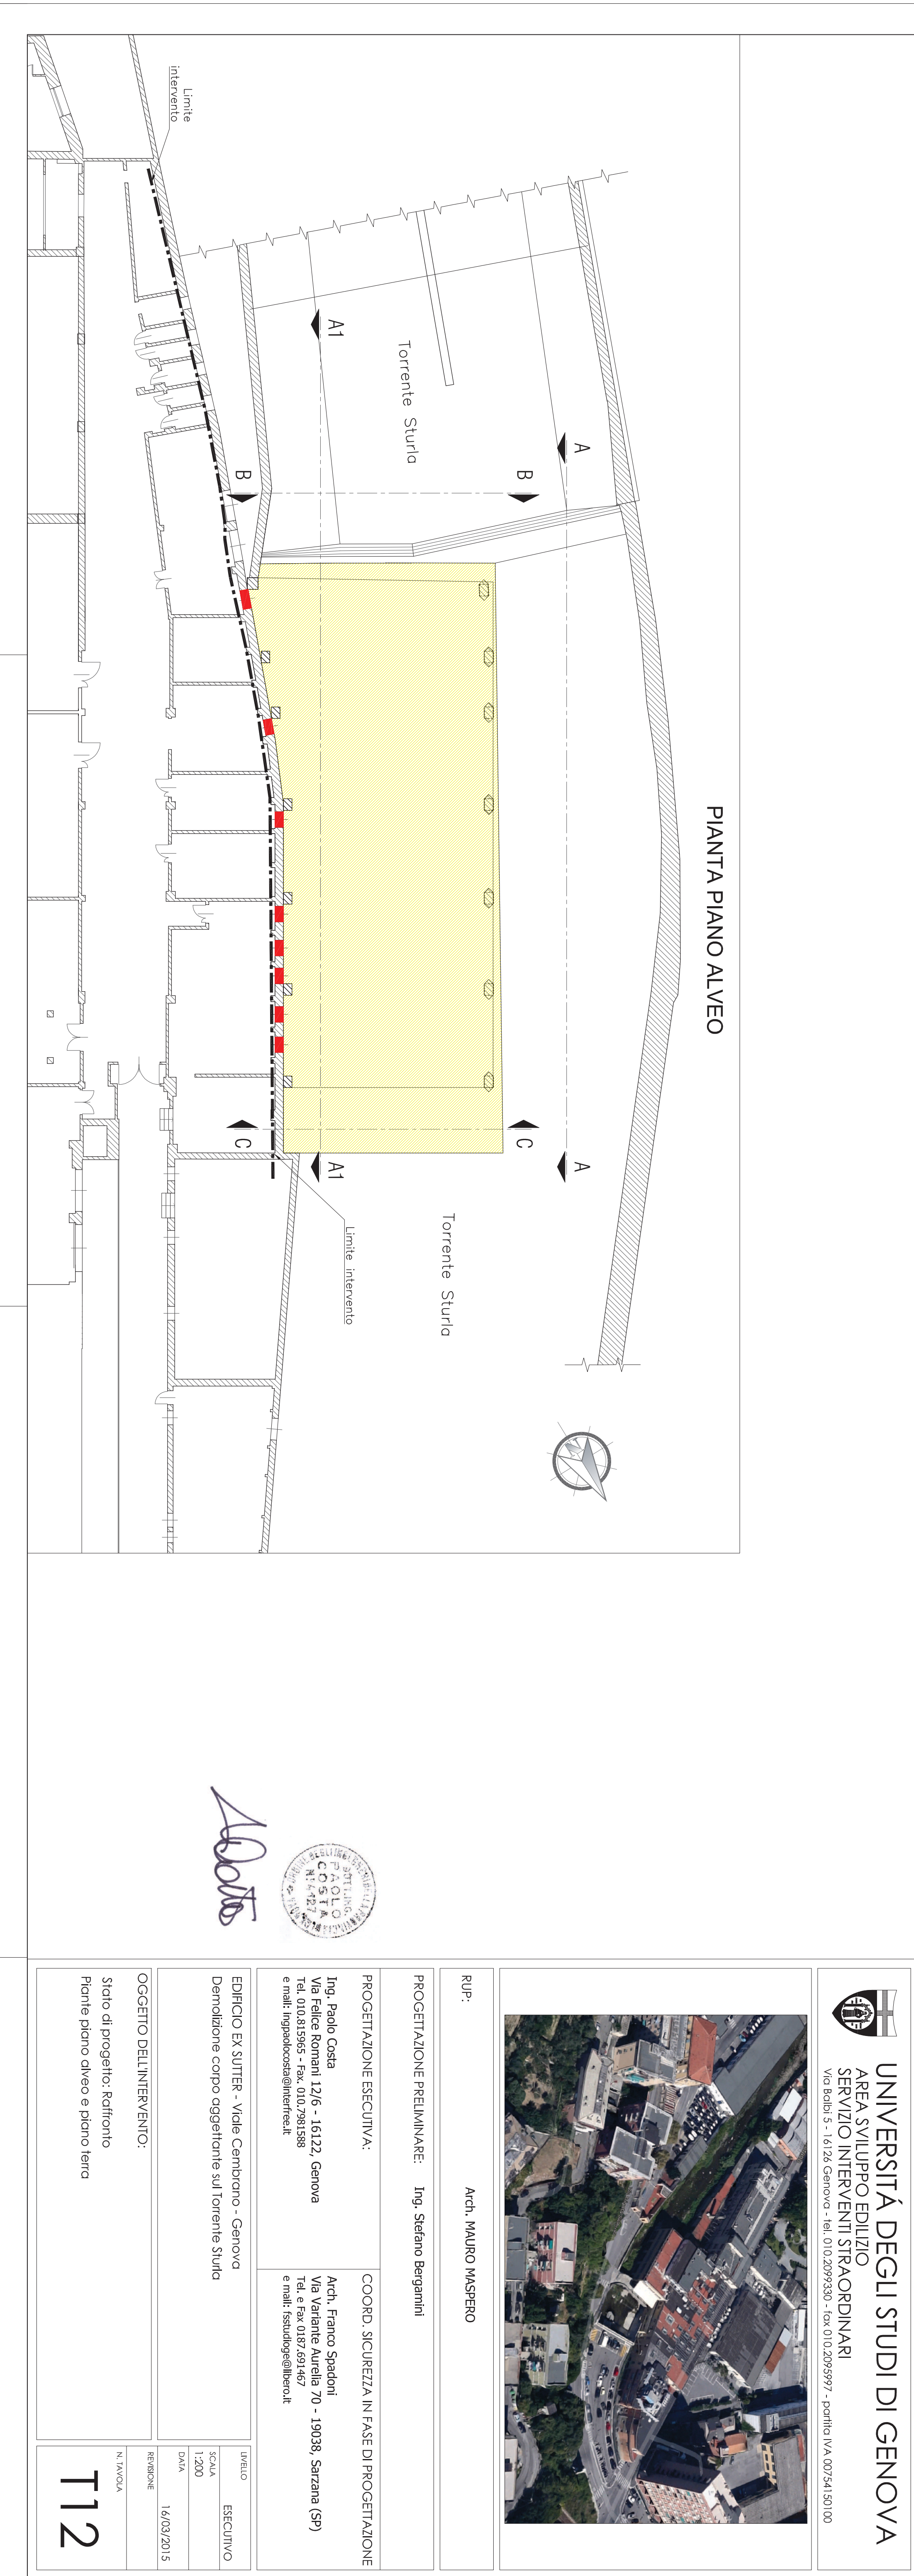 PIANTA PIANO ALVEO
Limite
intervento
Torrente Sturla
A1
A
B
B
A
A1
C
C
Torrente Sturla
Limite intervento
DOTT. ING.
PAOLO
COSTA
UNIVERSITÁ DEGLI STUDI DI GENOVA
AREA SVILUPPO EDILIZIO
SERVIZIO INTERVENTI STRAORDINARI
Via Balbi 5 - 16126 Genova - tel. 010.2099330 - fax 010.2095997 - partita IVA 00754150100
RUP: Arch. MAURO MASPERO
PROGETTAZIONE PRELIMINARE: Ing. Stefano Bergamini
PROGETTAZIONE ESECUTIVA:
Ing. Paolo Costa
Via Felice Romani 12/6 - 16122, Genova
Tel. 010.815965 - Fax. 010.7981588
e mail: ingpaolocosta@interfree.it
COORD. SICUREZZA IN FASE DI PROGETTAZIONE
Arch. Franco Spadoni
Via Variante Aurelia 70 - 19038, Sarzana (SP)
Tel. e Fax 0187.691467
e mail: fsstudioge@libero.it
EDIFICIO EX SUTTER - Viale Cembrano - Genova
Demolizione corpo aggettante sul Torrente Sturla
LIVELLO ESECUTIVO
SCALA
1:200
DATA
16/03/2015
REVISIONE
OGGETTO DELL'INTERVENTO:
Stato di progetto: Raffronto
Piante piano alveo e piano terra
N. TAVOLA
T12